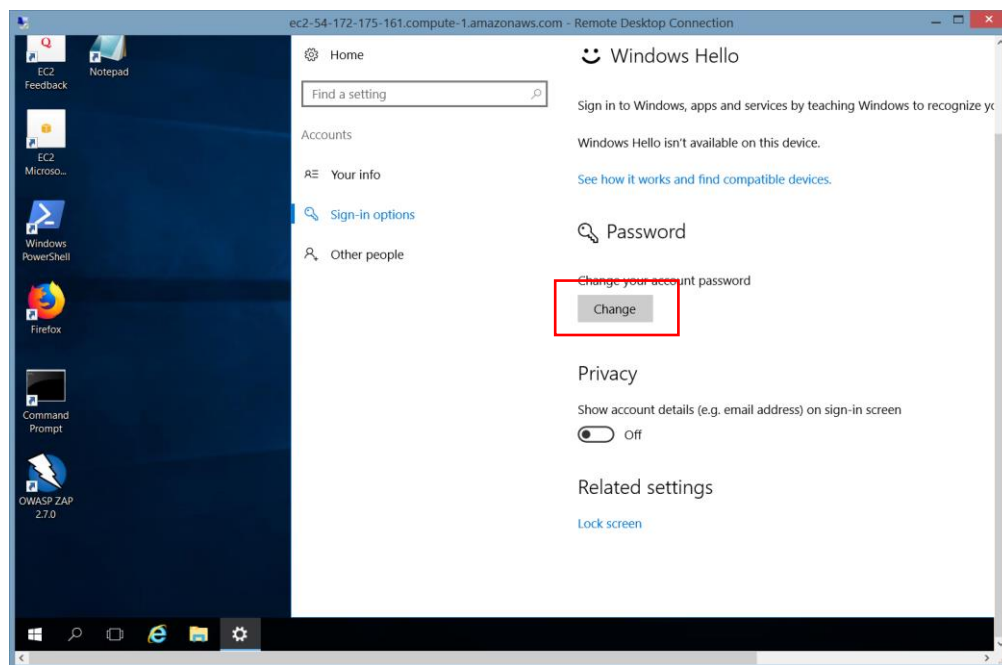 ec2-54-172-175-161.compute-1.amazonaws.com - Remote Desktop Connection
EC2
Feedback
Notepad
EC2
Microso...
Windows
PowerShell
Firefox
Command
Prompt
OWASP ZAP
2.7.0
Home
Find a setting
Accounts
Your info
Sign-in options
Other people
Windows Hello
Sign in to Windows, apps and services by teaching Windows to recognize
Windows Hello isn't available on this device.
See how it works and find compatible devices.
Password
Change your account password
Change
Privacy
Show account details (e.g. email address) on sign-in screen
Off
Related settings
Lock screen